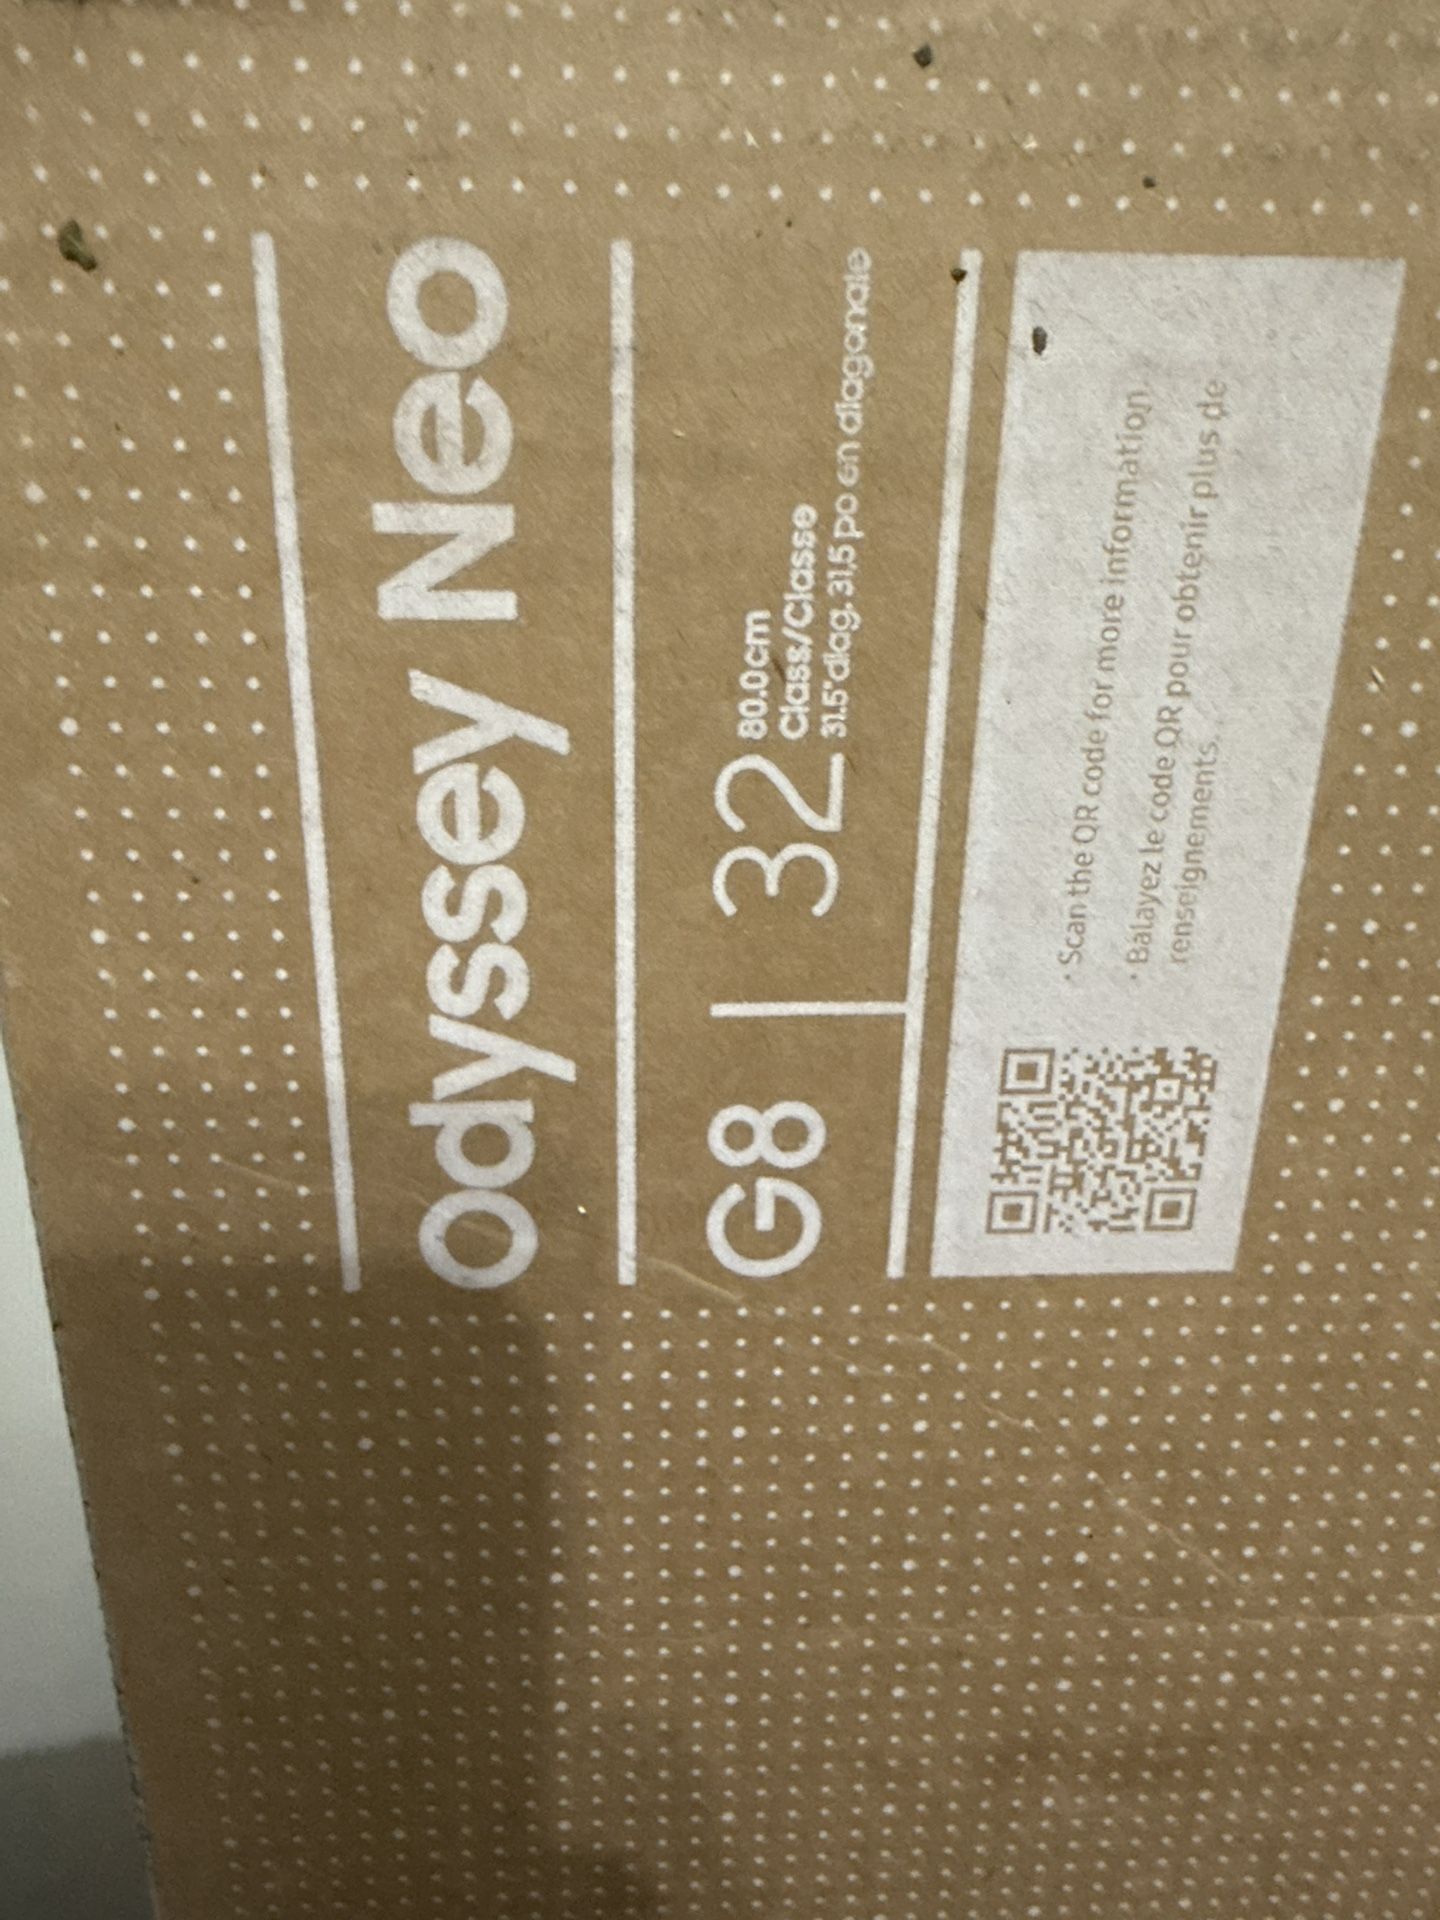 Odyssey Neo
G8
32
80.0cm
Class/Classe
31.5"diag. 31,5 po en diagonale
• Scan the QR code for more information.
• Balayez le code QR pour obtenir plus de
renseignements.